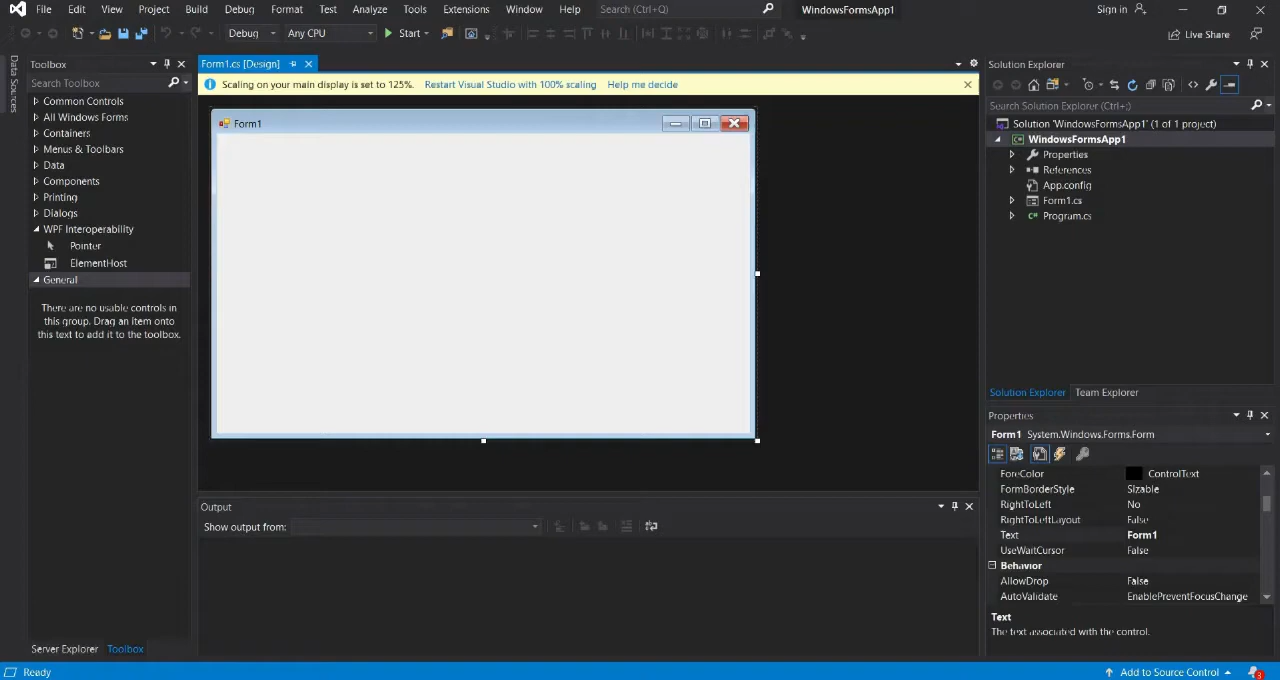 File Edit View Project Build Debug Format Test Analyze Tools Extensions Window Help Search (Ctrl+Q) WindowsFormsApp1 Sign in
Debug Any CPU Start Live Share
Data Sources
Toolbox
Search Toolbox
Common Controls
All Windows Forms
Containers
Menus & Toolbars
Data
Components
Printing
Dialogs
WPF Interoperability
Pointer
ElementHost
General
There are no usable controls in
this group. Drag an item onto
this text to add it to the toolbox.
Server Explorer Toolbox
Form1.cs [Design]
Scaling on your main display is set to 125%. Restart Visual Studio with 100% scaling Help me decide
Form1
Output
Show output from:
Solution Explorer
Search Solution Explorer (Ctrl+;)
Solution 'WindowsFormsApp1' (1 of 1 project)
WindowsFormsApp1
Properties
References
App.config
Form1.cs
C# Program.cs
Solution Explorer Team Explorer
Properties
Form1 System.Windows.Forms.Form
ForeColor ControlText
FormBorderStyle Sizable
RightToLeft No
RightToLeftLayout False
Text Form1
UseWaitCursor False
Behavior
AllowDrop False
AutoValidate EnablePreventFocusChange
Text
The text associated with the control.
Ready Add to Source Control 3